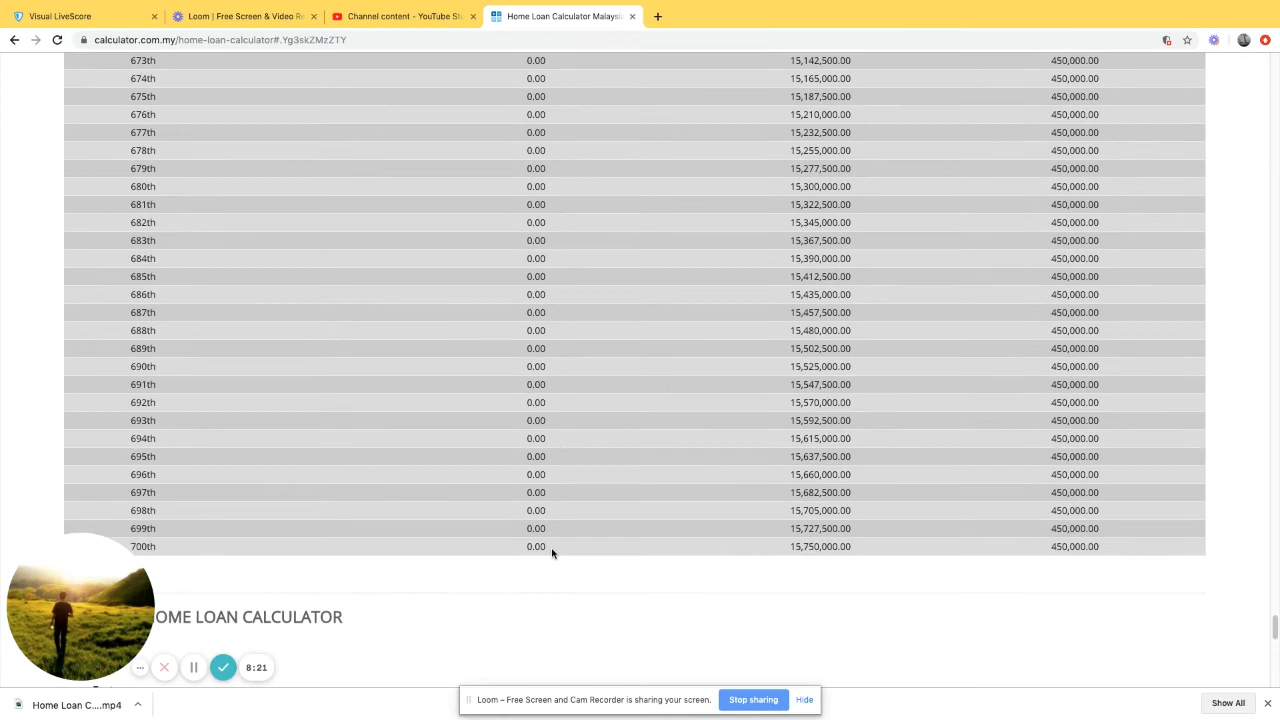 Visual LiveScore
Loom | Free Screen & Video Re
Channel content - YouTube Stu
Home Loan Calculator Malaysia
calculator.com.my/home-loan-calculator#.Yg3skZMzZTY
673th 0.00 15,142,500.00 450,000.00
674th 0.00 15,165,000.00 450,000.00
675th 0.00 15,187,500.00 450,000.00
676th 0.00 15,210,000.00 450,000.00
677th 0.00 15,232,500.00 450,000.00
678th 0.00 15,255,000.00 450,000.00
679th 0.00 15,277,500.00 450,000.00
680th 0.00 15,300,000.00 450,000.00
681th 0.00 15,322,500.00 450,000.00
682th 0.00 15,345,000.00 450,000.00
683th 0.00 15,367,500.00 450,000.00
684th 0.00 15,390,000.00 450,000.00
685th 0.00 15,412,500.00 450,000.00
686th 0.00 15,435,000.00 450,000.00
687th 0.00 15,457,500.00 450,000.00
688th 0.00 15,480,000.00 450,000.00
689th 0.00 15,502,500.00 450,000.00
690th 0.00 15,525,000.00 450,000.00
691th 0.00 15,547,500.00 450,000.00
692th 0.00 15,570,000.00 450,000.00
693th 0.00 15,592,500.00 450,000.00
694th 0.00 15,615,000.00 450,000.00
695th 0.00 15,637,500.00 450,000.00
696th 0.00 15,660,000.00 450,000.00
697th 0.00 15,682,500.00 450,000.00
698th 0.00 15,705,000.00 450,000.00
699th 0.00 15,727,500.00 450,000.00
700th 0.00 15,750,000.00 450,000.00
OME LOAN CALCULATOR
8:21
Loom – Free Screen and Cam Recorder is sharing your screen. Stop sharing Hide
Home Loan C....mp4
Show All